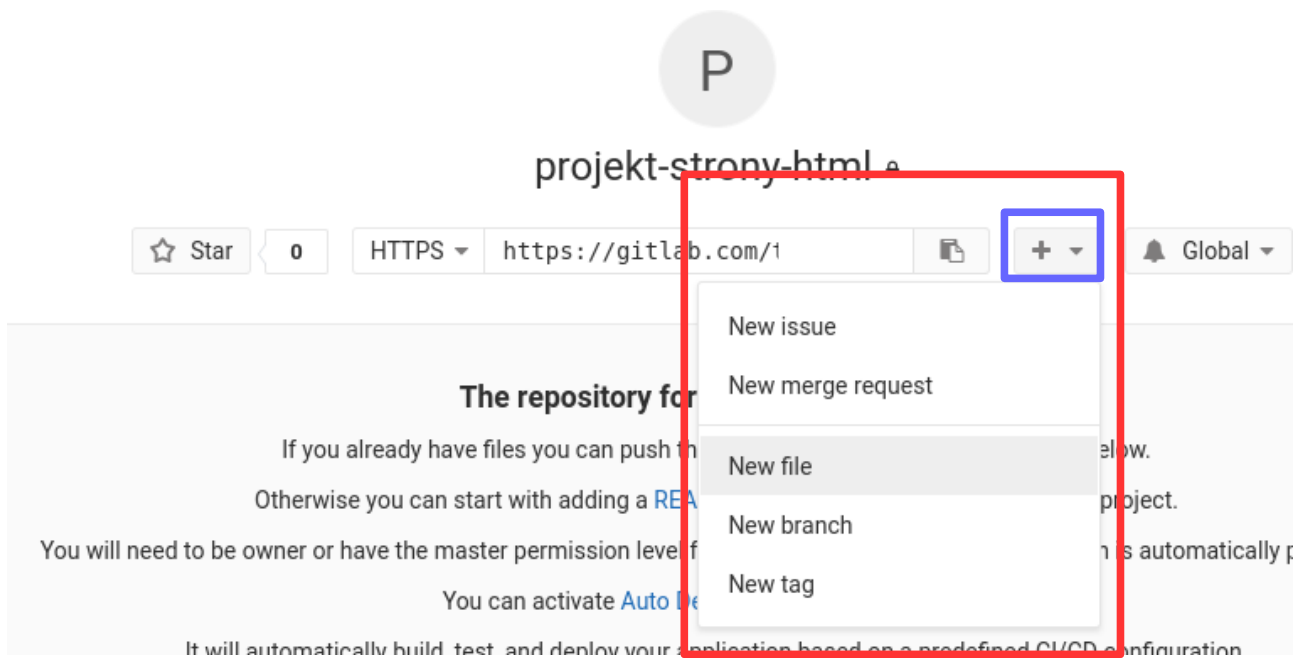 P
projekt-strony-html
Star 0 HTTPS https://gitlab.com/t Global
New issue
New merge request
The repository for
If you already have files you can push below.
New file
Otherwise you can start with adding a project.
New branch
You will need to be owner or have the master permission level is automatically
New tag
You can activate Auto
It will automatically build, test, and deploy your application based on a predefined CI/CD configuration